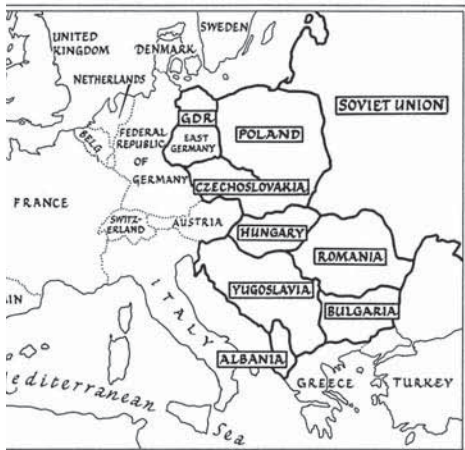 SWEDEN
UNITED
KINGDOM
DENMARK
NETHERLANDS
SOVIET UNION
GDR
EAST
GERMANY
POLAND
BELG
FEDERAL
REPUBLIC
OF
GERMANY
CZECHOSLOVAKIA
FRANCE
SWITZ-
ERLAND
AUSTRIA
HUNGARY
ROMANIA
YUGOSLAVIA
BULGARIA
ITALY
AIN
ALBANIA
GREECE
TURKEY
editerranean
Sea